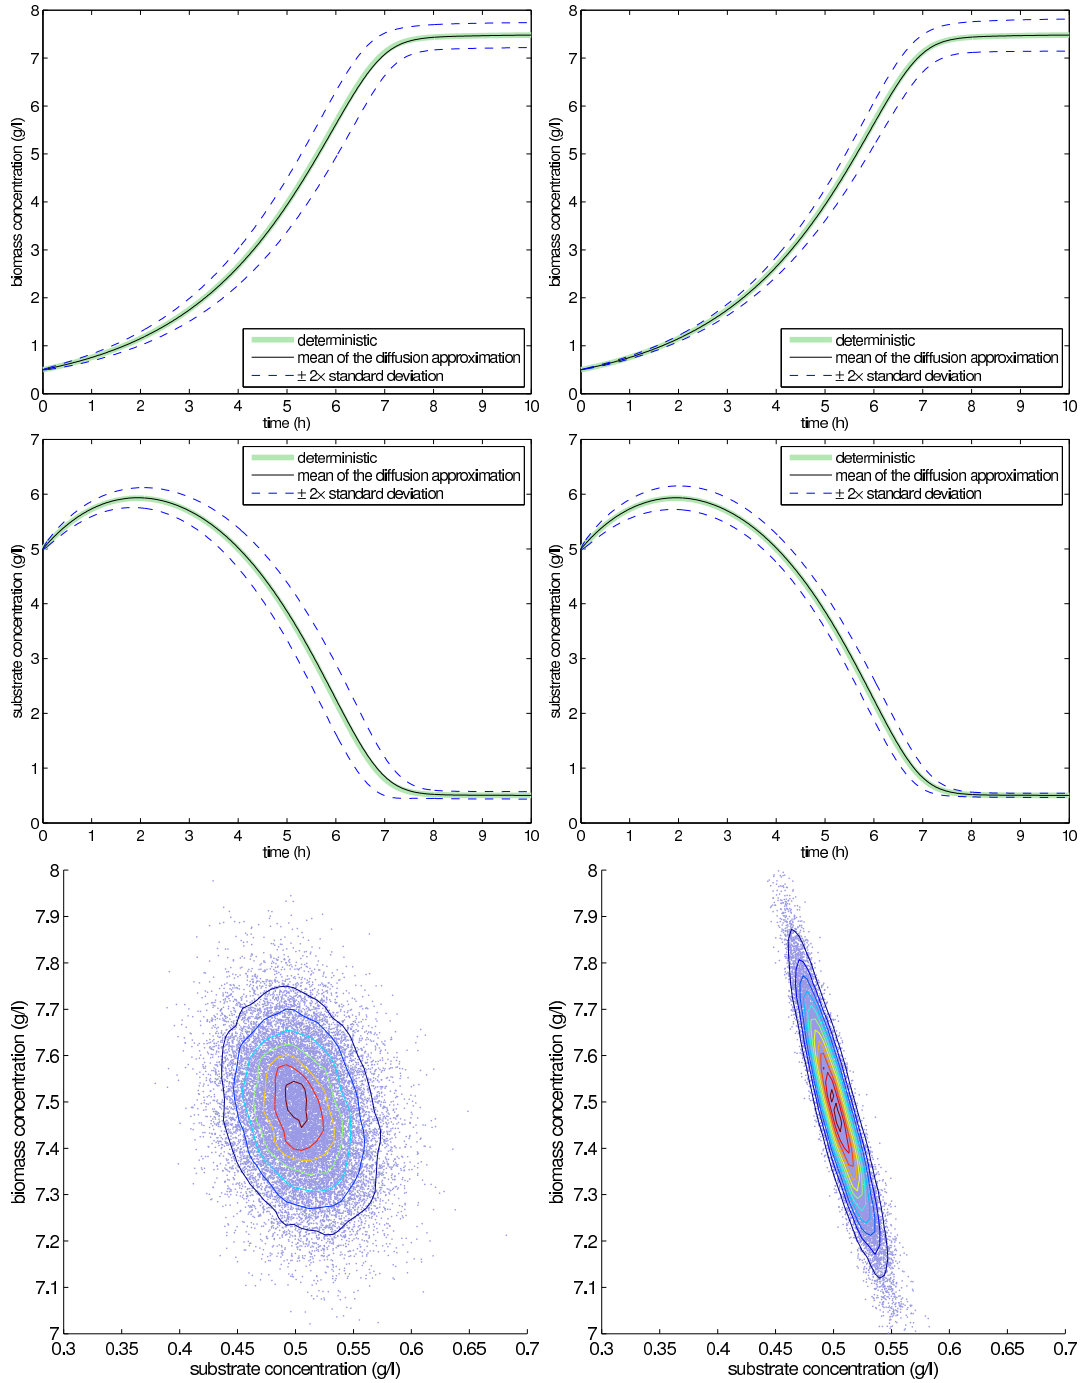 8
7
6
5
4
3
2
1
0
biomass concentration (g/l)
deterministic
mean of the diffusion approximation
± 2× standard deviation
0 1 2 3 4 5 6 7 8 9 10
time (h)
8
7
6
5
4
3
2
1
0
biomass concentration (g/l)
deterministic
mean of the diffusion approximation
± 2× standard deviation
0 1 2 3 4 5 6 7 8 9 10
time (h)
7
6
5
4
3
2
1
0
substrate concentration (g/l)
deterministic
mean of the diffusion approximation
± 2× standard deviation
0 1 2 3 4 5 6 7 8 9 10
time (h)
7
6
5
4
3
2
1
0
substrate concentration (g/l)
deterministic
mean of the diffusion approximation
± 2× standard deviation
0 1 2 3 4 5 6 7 8 9 10
time (h)
8
7.9
7.8
7.7
7.6
7.5
7.4
7.3
7.2
7.1
7
biomass concentration (g/l)
0.3 0.35 0.4 0.45 0.5 0.55 0.6 0.65 0.7
substrate concentration (g/l)
8
7.9
7.8
7.7
7.6
7.5
7.4
7.3
7.2
7.1
7
biomass concentration (g/l)
0.3 0.35 0.4 0.45 0.5 0.55 0.6 0.65 0.7
substrate concentration (g/l)